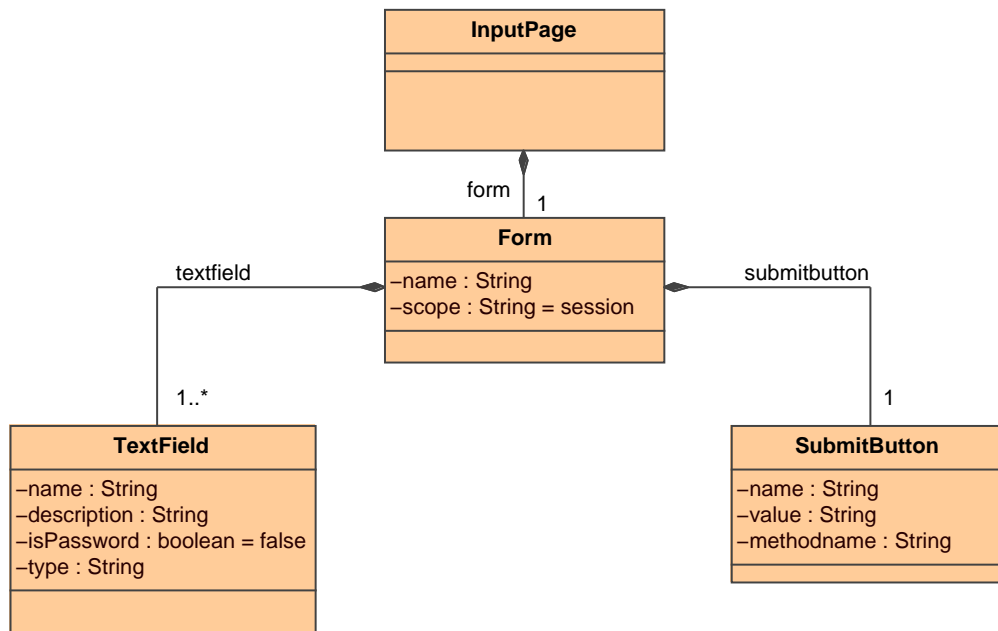 InputPage
form
1
Form
–name : String
–scope : String = session
textfield
submitbutton
1..*
1
TextField
–name : String
–description : String
–isPassword : boolean = false
–type : String
SubmitButton
–name : String
–value : String
–methodname : String